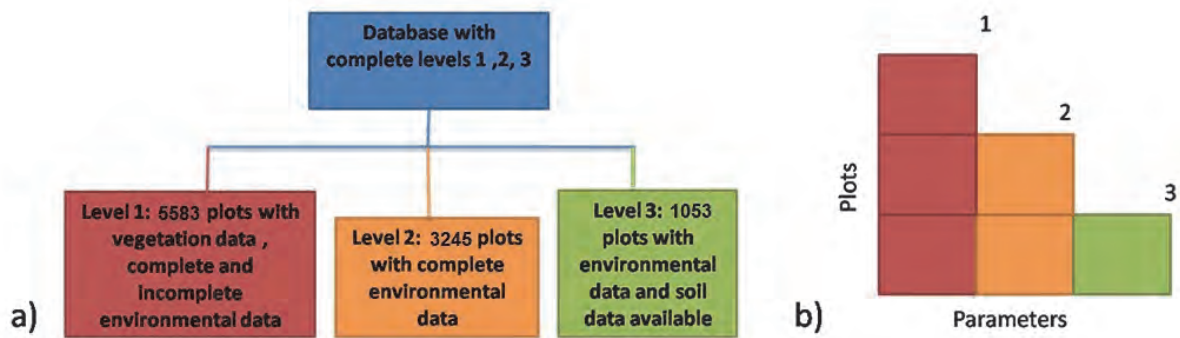 Database with
complete levels 1 ,2, 3
Level 1: 5583 plots with
vegetation data ,
complete and
incomplete
environmental data
Level 2: 3245 plots
with complete
environmental
data
Level 3: 1053
plots with
environmental
data and soil
data available
a)
1
2
3
Plots
Parameters
b)